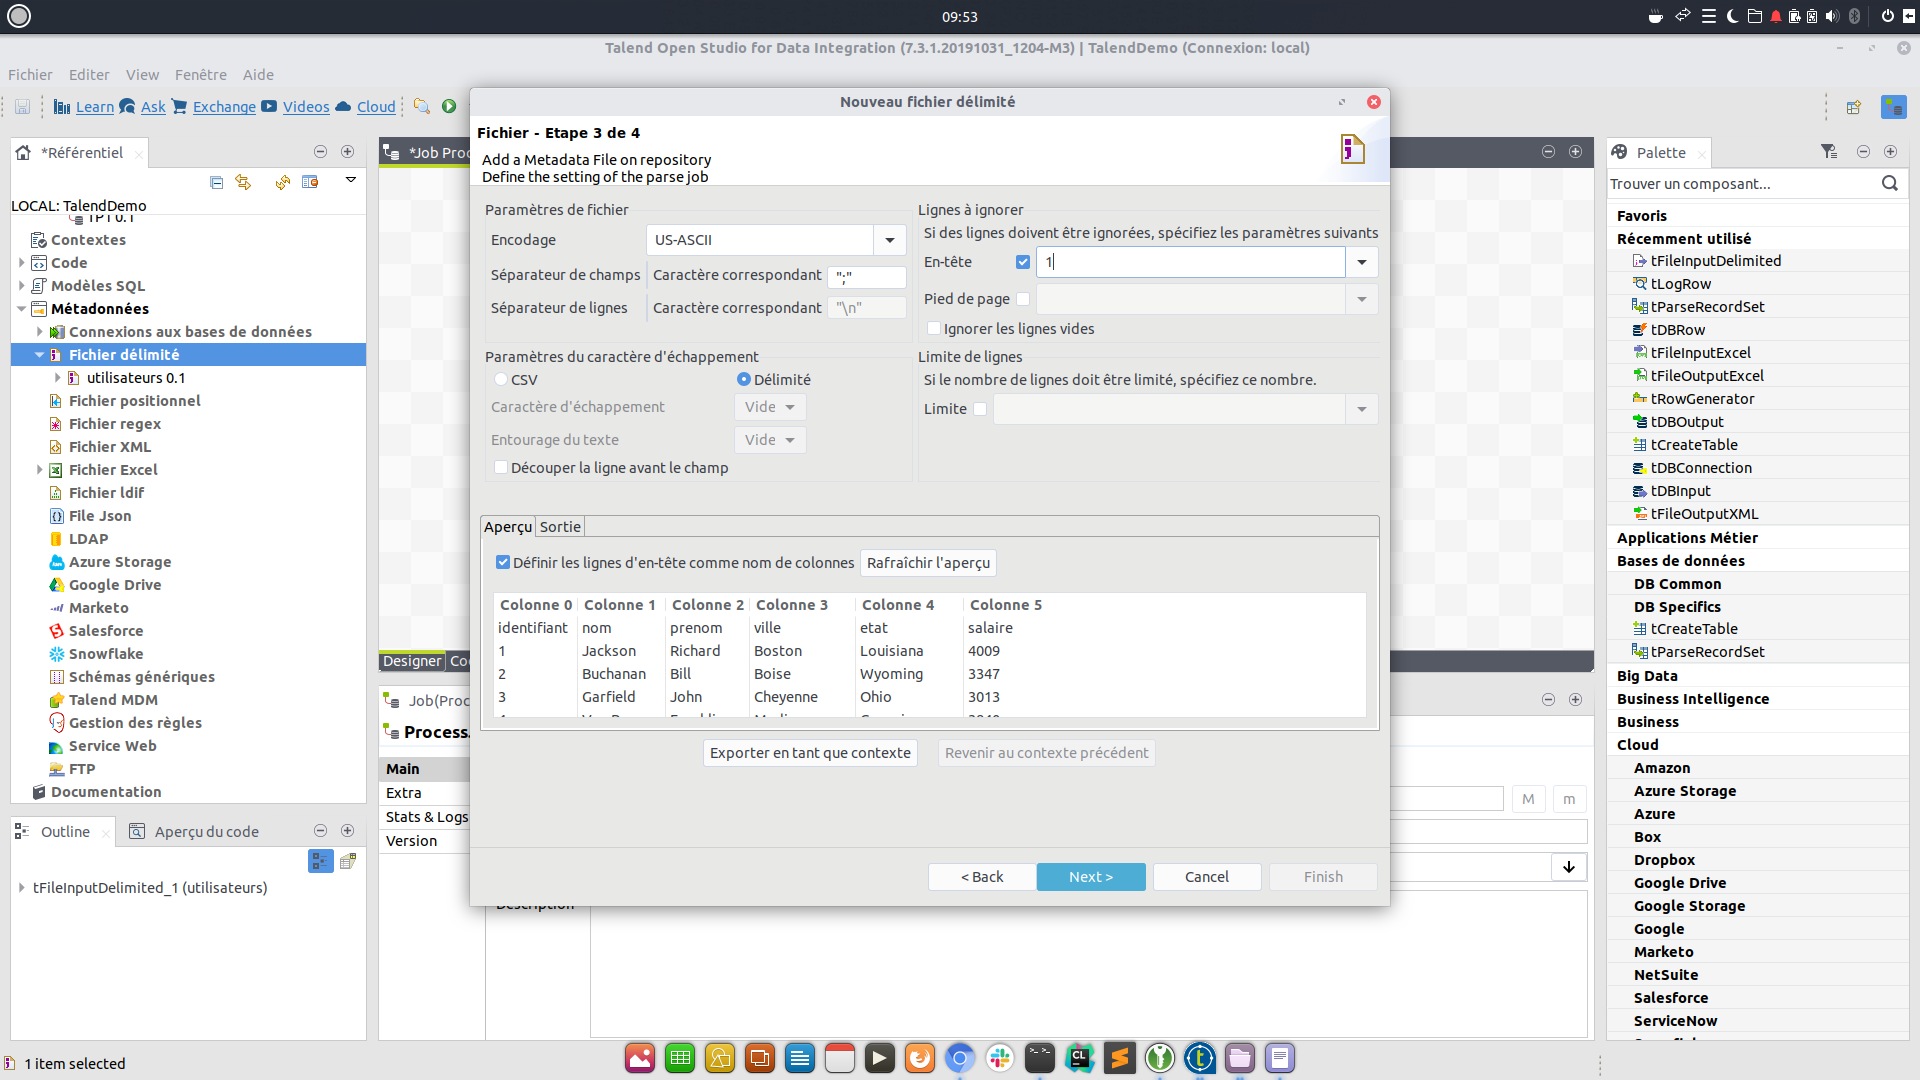 09:53
Talend Open Studio for Data Integration (7.3.1.20191031_1204-M3) | TalendDemo (Connexion: local)
Fichier Editer View Fenêtre Aide
Learn Ask Exchange Videos Cloud
*Référentiel
LOCAL: TalendDemo
TP1 0.1
Contextes
Code
Modèles SQL
Métadonnées
Connexions aux bases de données
Fichier délimité
utilisateurs 0.1
Fichier positionnel
Fichier regex
Fichier XML
Fichier Excel
Fichier ldif
File Json
LDAP
Azure Storage
Google Drive
Marketo
Salesforce
Snowflake
Schémas génériques
Talend MDM
Gestion des règles
Service Web
FTP
Documentation
Outline
Aperçu du code
tFileInputDelimited_1 (utilisateurs)
1 item selected
*Job Proc
Designer
Job(Proc
Process.
Main
Extra
Stats & Logs
Version
M m
Nouveau fichier délimité
Fichier - Etape 3 de 4
Add a Metadata File on repository
Define the setting of the parse job
Paramètres de fichier
Encodage US-ASCII
Séparateur de champs Caractère correspondant ";"
Séparateur de lignes Caractère correspondant "\n"
Lignes à ignorer
Si des lignes doivent être ignorées, spécifiez les paramètres suivants
En-tête 1
Pied de page
Ignorer les lignes vides
Paramètres du caractère d'échappement
CSV Délimité
Caractère d'échappement Vide
Entourage du texte Vide
Découper la ligne avant le champ
Limite de lignes
Si le nombre de lignes doit être limité, spécifiez ce nombre.
Limite
Aperçu Sortie
Définir les lignes d'en-tête comme nom de colonnes Rafraîchir l'aperçu
Colonne 0 Colonne 1 Colonne 2 Colonne 3 Colonne 4 Colonne 5
identifiant nom prenom ville etat salaire
1 Jackson Richard Boston Louisiana 4009
2 Buchanan Bill Boise Wyoming 3347
3 Garfield John Cheyenne Ohio 3013
Exporter en tant que contexte Revenir au contexte précédent
< Back Next > Cancel Finish
Description
Palette
Trouver un composant...
Favoris
Récemment utilisé
tFileInputDelimited
tLogRow
tParseRecordSet
tDBRow
tFileInputExcel
tFileOutputExcel
tRowGenerator
tDBOutput
tCreateTable
tDBConnection
tDBInput
tFileOutputXML
Applications Métier
Bases de données
DB Common
DB Specifics
tCreateTable
tParseRecordSet
Big Data
Business Intelligence
Business
Cloud
Amazon
Azure Storage
Azure
Box
Dropbox
Google Drive
Google Storage
Google
Marketo
NetSuite
Salesforce
ServiceNow